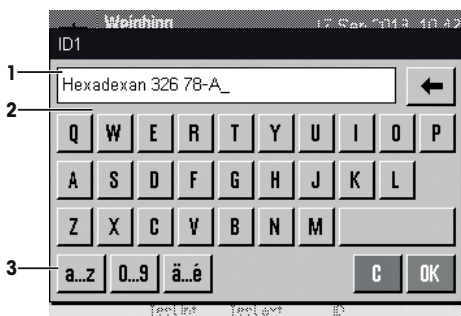 Weighing 17 Sep 2013 10:42
ID1
1
Hexadexan 326 78-A_
2
Q W E R T Y U I O P
A S D F G H J K L
Z X C V B N M
3
a...z 0...9 ä...é C OK